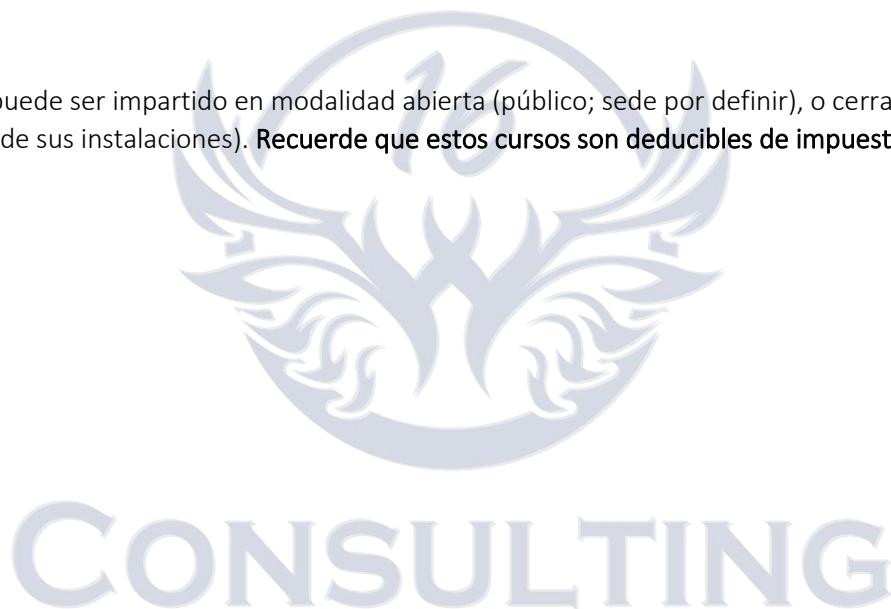 16
puede ser impartido en modalidad abierta (público; sede por definir), o cerra
de sus instalaciones). Recuerde que estos cursos son deducibles de impuest
CONSULTING